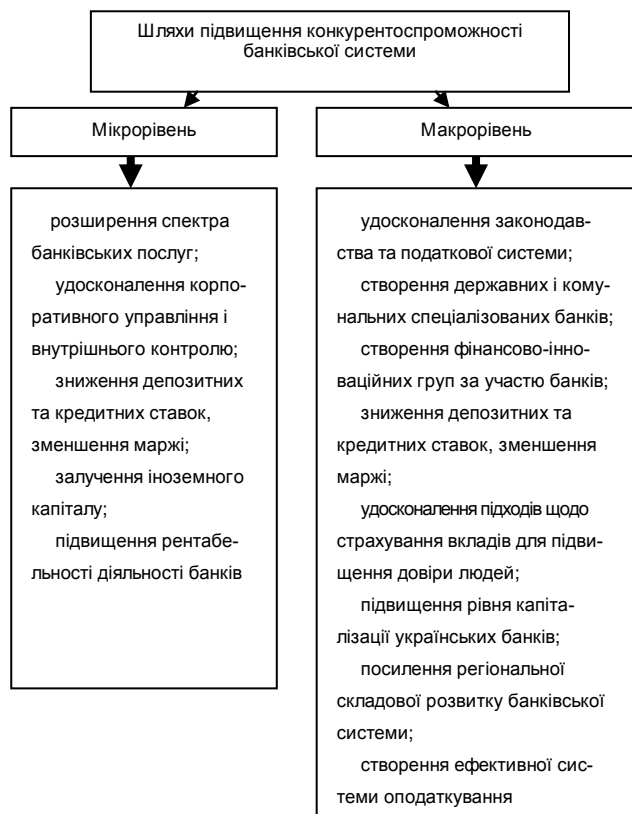 Шляхи підвищення конкурентоспроможності
банківської системи
Мікрорівень
Макрорівень
розширення спектра
банківських послуг;
удосконалення корпо-
ративного управління і
внутрішнього контролю;
зниження депозитних
та кредитних ставок,
зменшення маржі;
залучення іноземного
капіталу;
підвищення рентабе-
льності діяльності банків
удосконалення законодав-
ства та податкової системи;
створення державних і кому-
нальних спеціалізованих банків;
створення фінансово-інно-
ваційних груп за участю банків;
зниження депозитних та
кредитних ставок, зменшення
маржі;
удосконалення підходів щодо
страхування вкладів для підви-
щення довіри людей;
підвищення рівня капіта-
лізації українських банків;
посилення регіональної
складової розвитку банківської
системи;
створення ефективної сис-
теми оподаткування